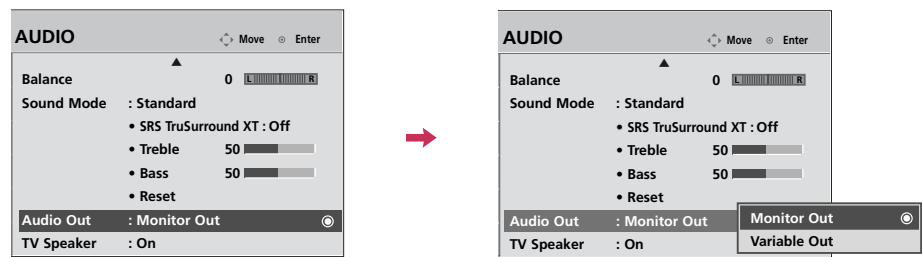 AUDIO Move Enter
Balance 0 L R
Sound Mode : Standard
• SRS TruSurround XT : Off
• Treble 50
• Bass 50
• Reset
Audio Out : Monitor Out
TV Speaker : On
AUDIO Move Enter
Balance 0 L R
Sound Mode : Standard
• SRS TruSurround XT : Off
• Treble 50
• Bass 50
• Reset
Audio Out : Monitor Out
TV Speaker : On
Monitor Out
Variable Out